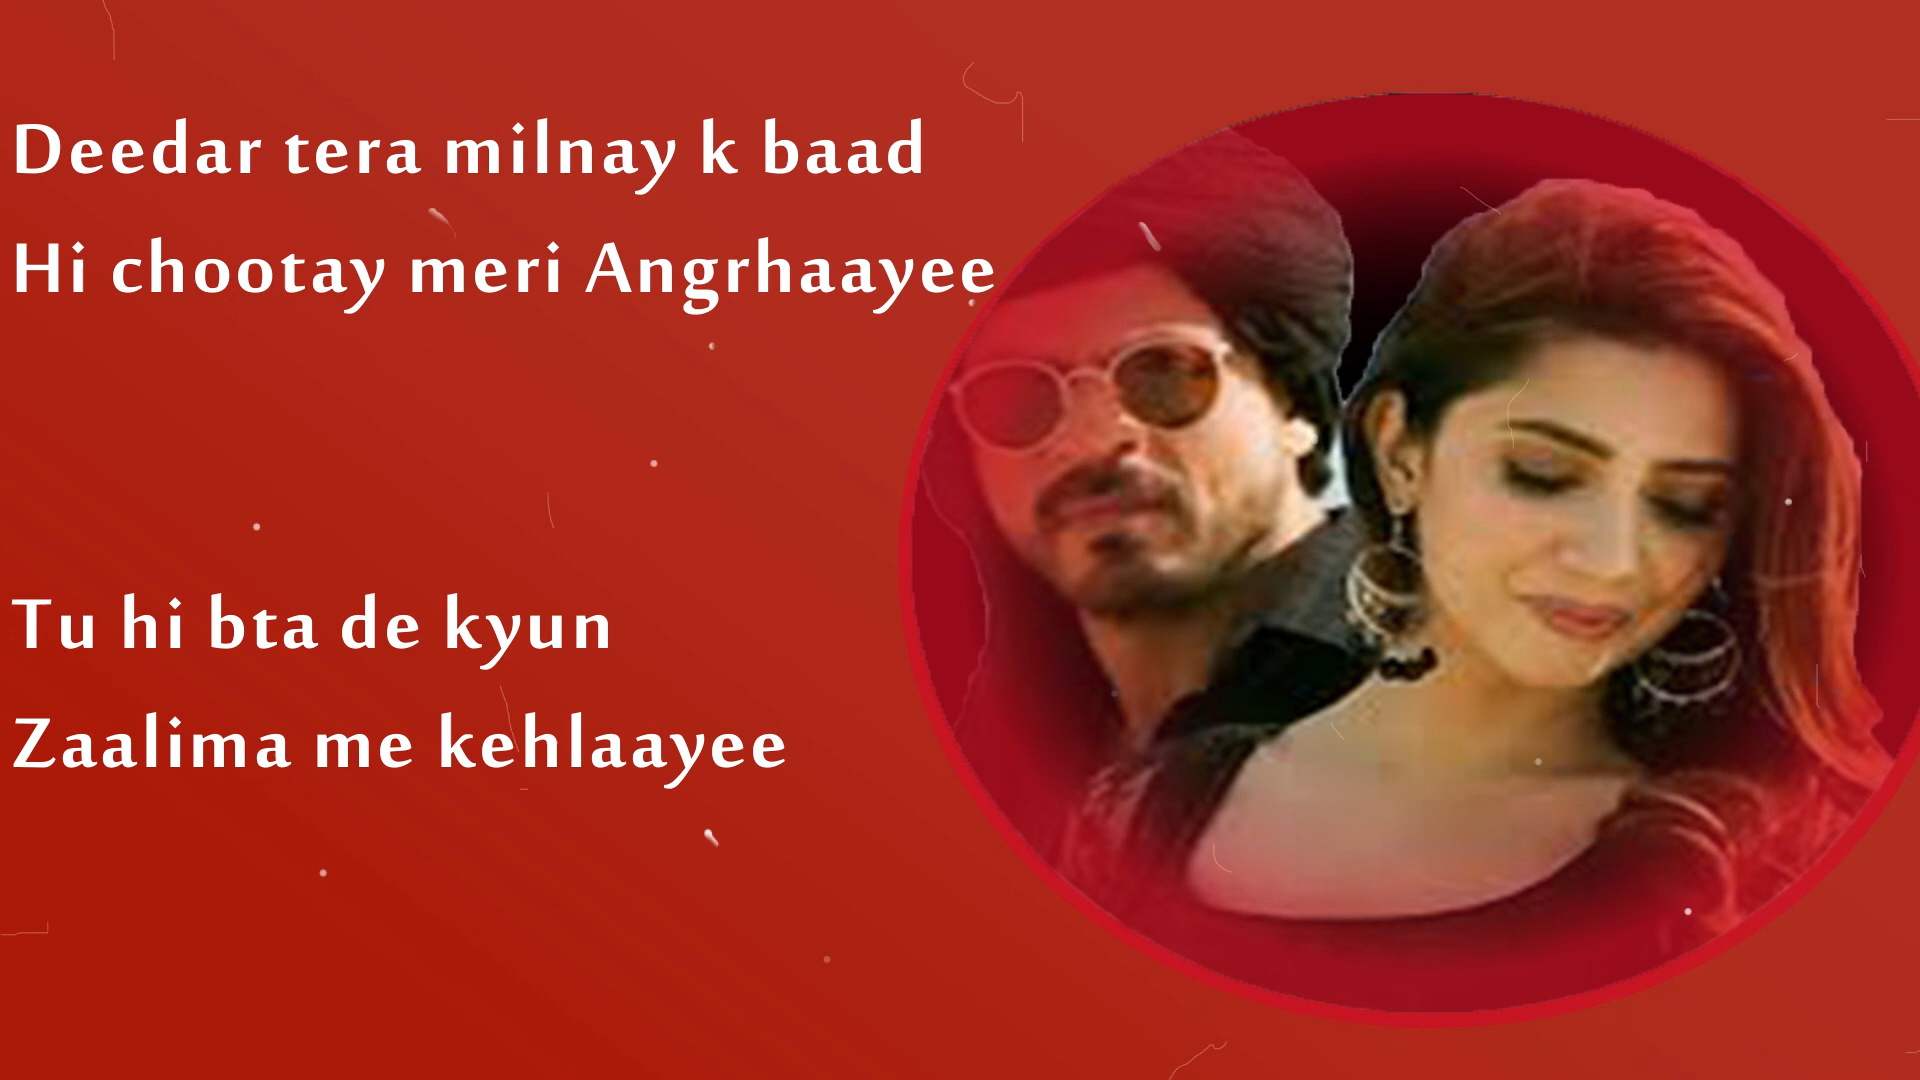 Deedar tera milnay k baad
Hi chootay meri Angrhaayee
Tu hi bta de kyun
Zaalima me kehlaayee